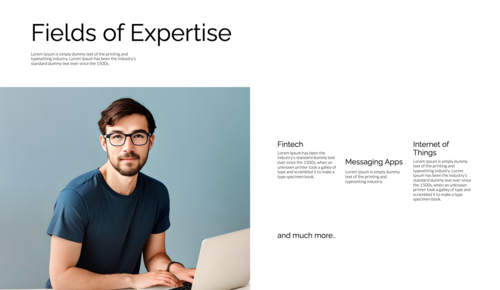 Fields of Expertise
Lorem Ipsum is simply dummy text of the printing and
typesetting industry. Lorem Ipsum has been the industry's
standard dummy text ever since the 1500s.
Fintech
Lorem Ipsum has been the
industry's standard dummy text
ever since the 1500s, when an
unknown printer took a galley of
type and scrambled it to make a
type specimen book.
Messaging Apps
Lorem Ipsum is simply dummy
text of the printing and
typesetting industry.
Internet of
Things
Lorem Ipsum is simply dummy
text of the printing and
typesetting industry. Lorem
Ipsum has been the industry's
standard dummy text ever since
the 1500s, when an unknown
printer took a galley of type and
scrambled it to make a type
specimen book.
and much more..